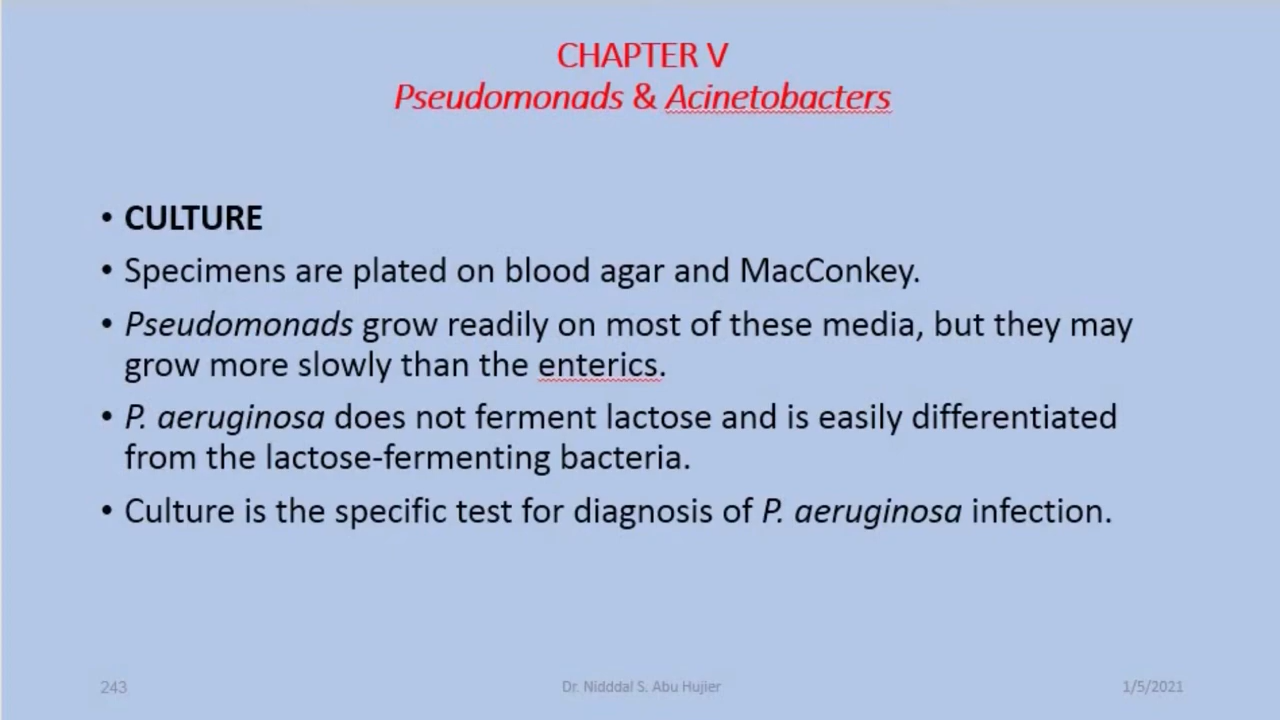 CHAPTER V
Pseudomonads & Acinetobacters
• CULTURE
• Specimens are plated on blood agar and MacConkey.
• Pseudomonads grow readily on most of these media, but they may
grow more slowly than the enterics.
• P. aeruginosa does not ferment lactose and is easily differentiated
from the lactose-fermenting bacteria.
• Culture is the specific test for diagnosis of P. aeruginosa infection.
243
Dr. Nidddal S. Abu Hujier
1/5/2021